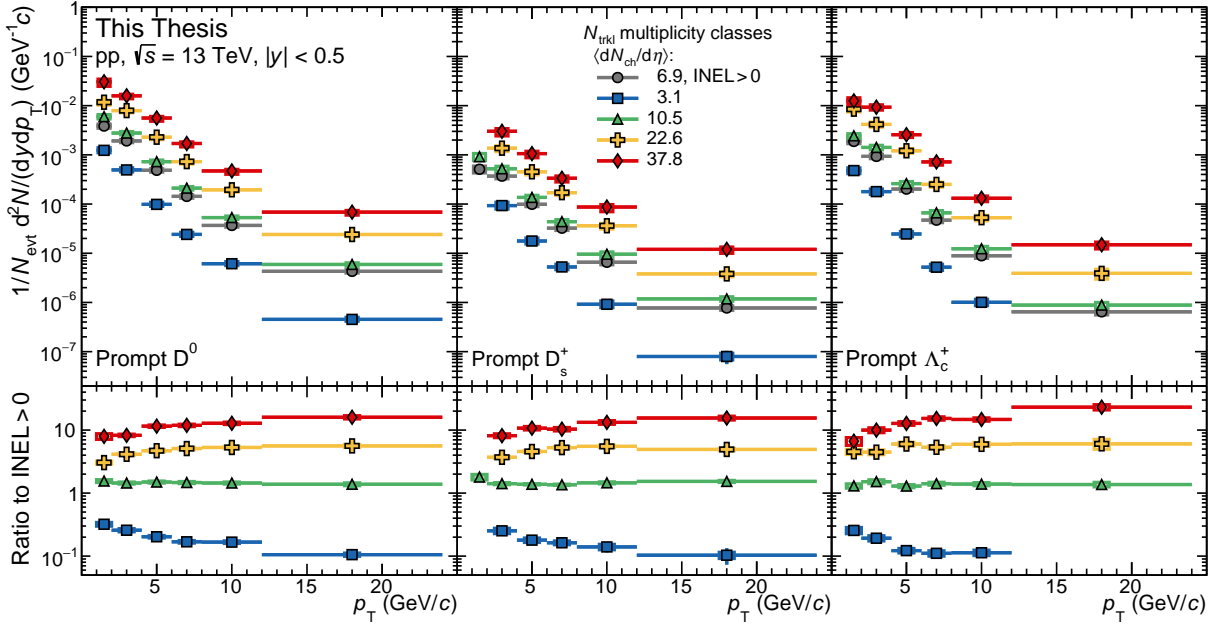 1/N_evt d²N/(dydp_T) (GeV⁻¹c)
1
10⁻¹
10⁻²
10⁻³
10⁻⁴
10⁻⁵
10⁻⁶
10⁻⁷
This Thesis
pp, √s = 13 TeV, |y| < 0.5
Prompt D⁰
N_trkl multiplicity classes
⟨dN_ch/dη⟩:
6.9, INEL > 0
3.1
10.5
22.6
37.8
Prompt D_s⁺
Prompt Λ_c⁺
Ratio to INEL > 0
10
1
10⁻¹
5 10 15 20
5 10 15 20
5 10 15 20
p_T (GeV/c)
p_T (GeV/c)
p_T (GeV/c)